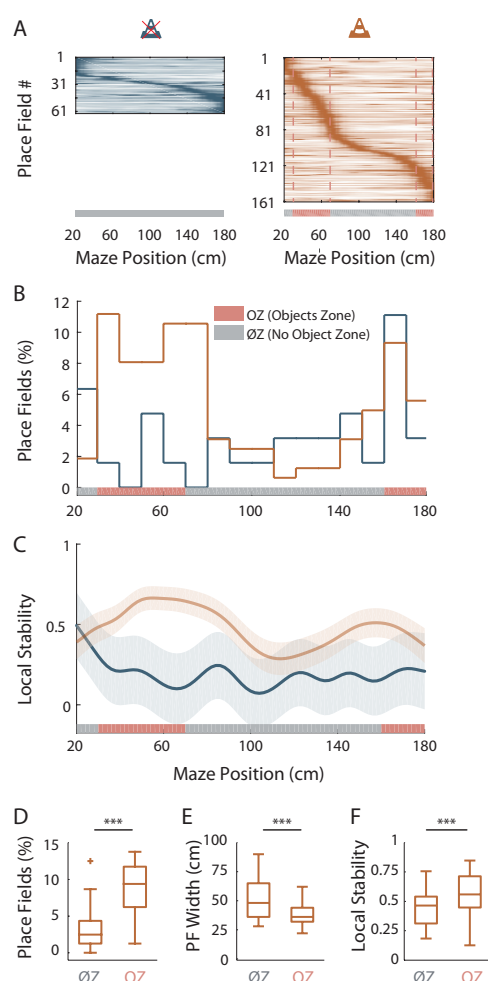 A
Place Field #
1
31
61
20 60 100 140 180
Maze Position (cm)
1
41
81
121
161
20 60 100 140 180
Maze Position (cm)
B
Place Fields (%)
12
10
8
6
4
2
0
OZ (Objects Zone)
ØZ (No Object Zone)
20 60 100 140 180
C
Local Stability
1
0.5
0
20 60 100 140 180
Maze Position (cm)
D
Place Fields (%)
15
10
5
0
***
ØZ OZ
E
PF Width (cm)
100
75
50
25
0
***
ØZ OZ
F
Local Stability
1
0.75
0.5
0.25
0
***
ØZ OZ